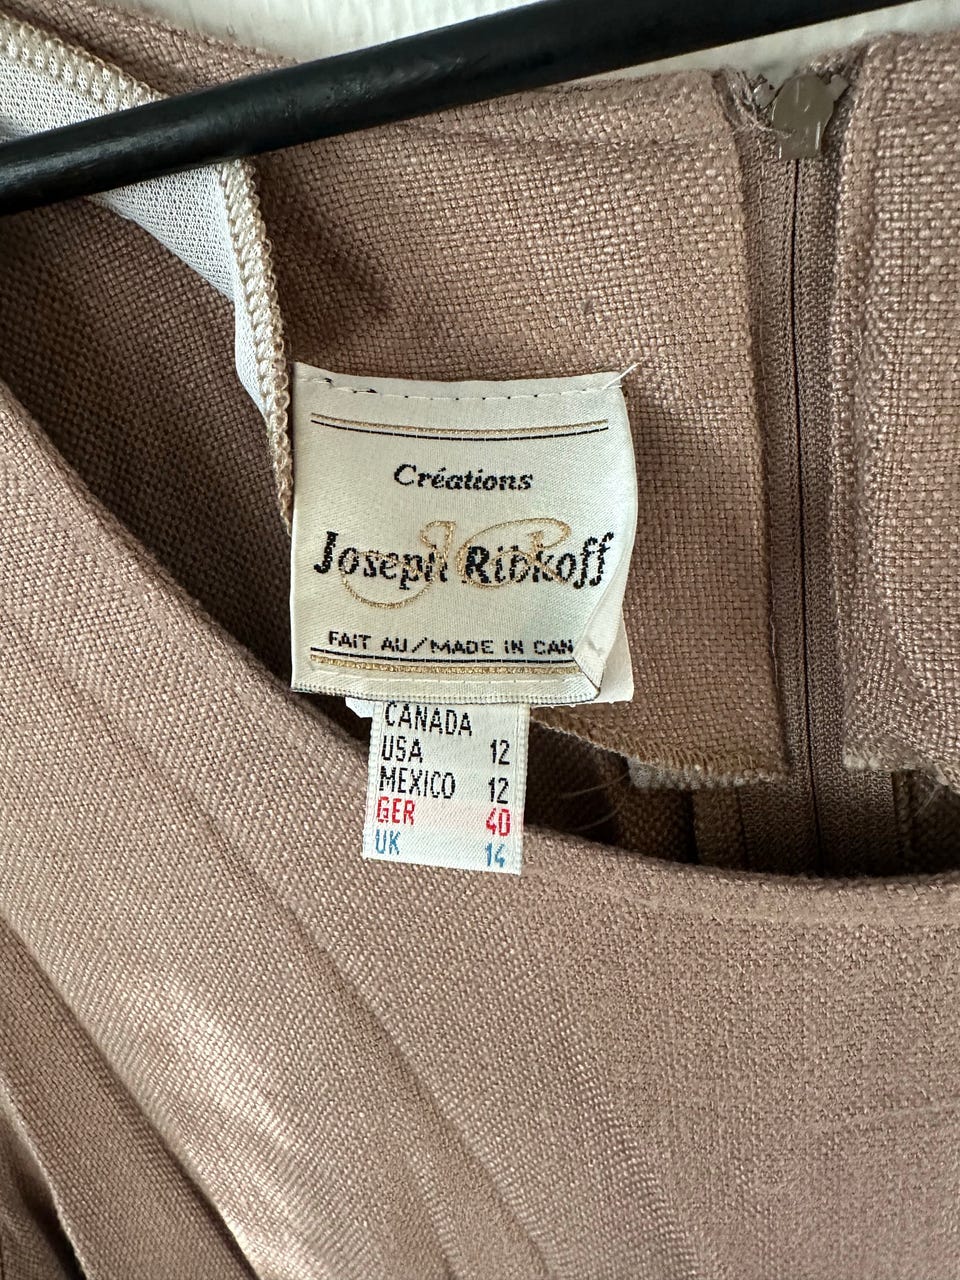 Créations
Joseph Ribkoff
FAIT AU/MADE IN CAN
CANADA
USA 12
MEXICO 12
GER 40
UK 14